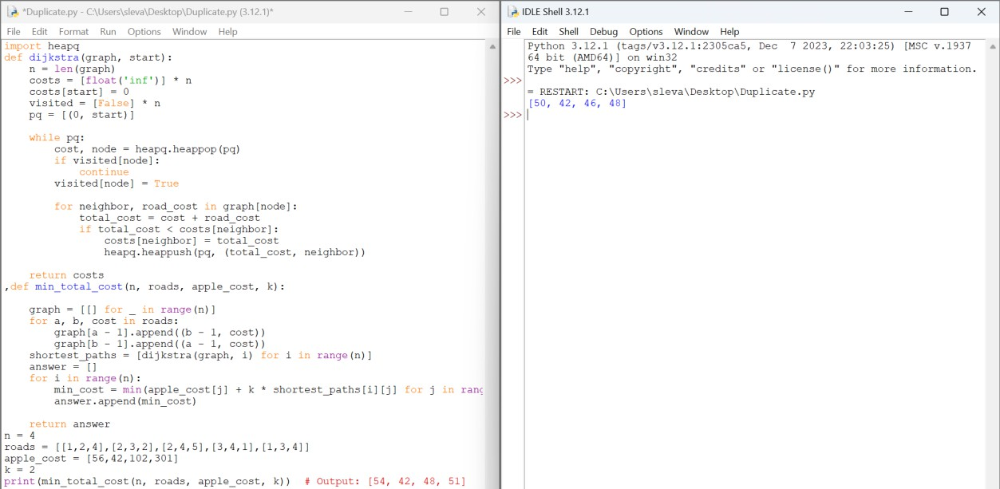 *Duplicate.py - C:\Users\sleva\Desktop\Duplicate.py (3.12.1)*
File Edit Format Run Options Window Help
import heapq
def dijkstra(graph, start):
    n = len(graph)
    costs = [float('inf')] * n
    costs[start] = 0
    visited = [False] * n
    pq = [(0, start)]
    while pq:
        cost, node = heapq.heappop(pq)
        if visited[node]:
            continue
        visited[node] = True
        for neighbor, road_cost in graph[node]:
            total_cost = cost + road_cost
            if total_cost < costs[neighbor]:
                costs[neighbor] = total_cost
                heapq.heappush(pq, (total_cost, neighbor))
    return costs
,def min_total_cost(n, roads, apple_cost, k):
    graph = [[] for _ in range(n)]
    for a, b, cost in roads:
        graph[a - 1].append((b - 1, cost))
        graph[b - 1].append((a - 1, cost))
    shortest_paths = [dijkstra(graph, i) for i in range(n)]
    answer = []
    for i in range(n):
        min_cost = min(apple_cost[j] + k * shortest_paths[i][j] for j in rang
        answer.append(min_cost)
    return answer
n = 4
roads = [[1,2,4],[2,3,2],[2,4,5],[3,4,1],[1,3,4]]
apple_cost = [56,42,102,301]
k = 2
print(min_total_cost(n, roads, apple_cost, k))  # Output: [54, 42, 48, 51]
IDLE Shell 3.12.1
File Edit Shell Debug Options Window Help
Python 3.12.1 (tags/v3.12.1:2305ca5, Dec  7 2023, 22:03:25) [MSC v.1937
64 bit (AMD64)] on win32
Type "help", "copyright", "credits" or "license()" for more information.
>>>
= RESTART: C:\Users\sleva\Desktop\Duplicate.py
[50, 42, 46, 48]
>>>